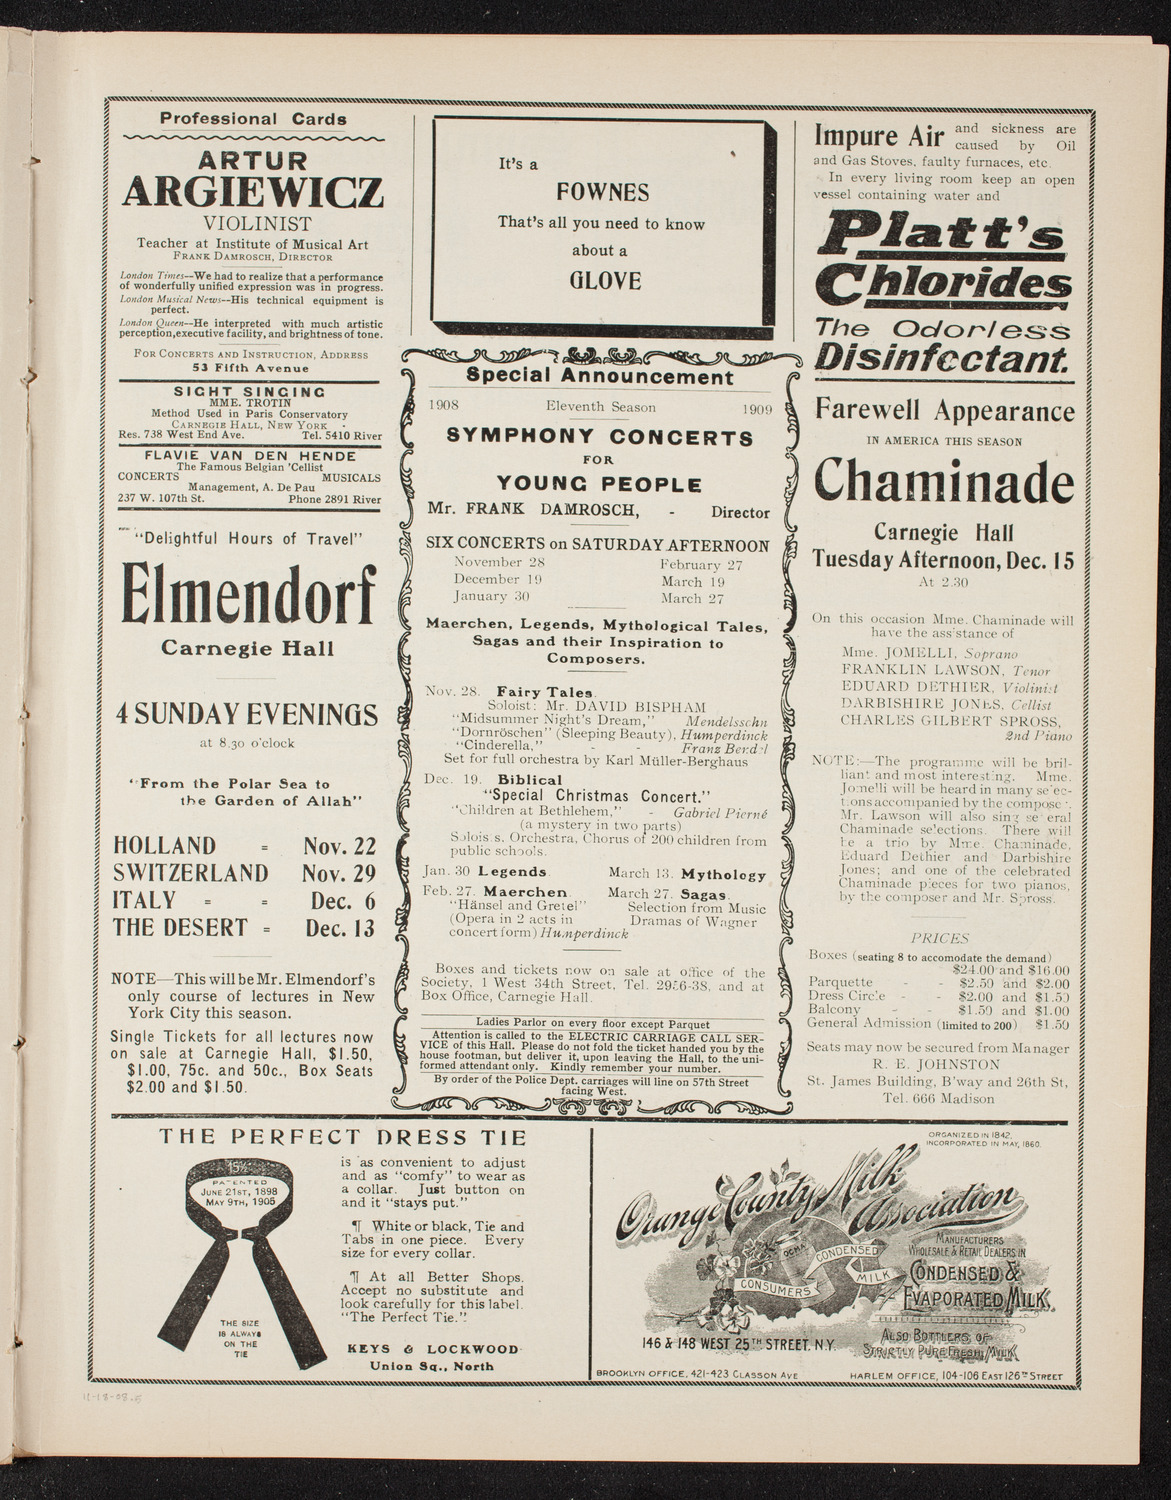 Professional Cards
ARTUR
ARGIEWICZ
VIOLINIST
Teacher at Institute of Musical Art
FRANK DAMROSCH, DIRECTOR
London Times—We had to realize that a performance
of wonderfully unified expression was in progress.
London Musical News—His technical equipment is
perfect.
London Queen—He interpreted with much artistic
perception,executive facility, and brightness of tone.
FOR CONCERTS AND INSTRUCTION, ADDRESS
53 Fifth Avenue
SIGHT SINGING
MME. TROTIN
Method Used in Paris Conservatory
CARNEGIE HALL, NEW YORK
Res. 738 West End Ave. Tel. 5410 River
FLAVIE VAN DEN HENDE
The Famous Belgian 'Cellist
CONCERTS MUSICALS
Management, A. De Pau
237 W. 107th St. Phone 2891 River
"Delightful Hours of Travel"
Elmendorf
Carnegie Hall
4 SUNDAY EVENINGS
at 8.30 o'clock
"From the Polar Sea to
the Garden of Allah"
HOLLAND = Nov. 22
SWITZERLAND Nov. 29
ITALY = = Dec. 6
THE DESERT = Dec. 13
NOTE—This will be Mr. Elmendorf's
only course of lectures in New
York City this season.
Single Tickets for all lectures now
on sale at Carnegie Hall, $1.50,
$1.00, 75c. and 50c., Box Seats
$2.00 and $1.50.
It's a
FOWNES
That's all you need to know
about a
GLOVE
Special Announcement
1908 Eleventh Season 1909
SYMPHONY CONCERTS
FOR
YOUNG PEOPLE
Mr. FRANK DAMROSCH, - Director
SIX CONCERTS on SATURDAY AFTERNOON
November 28 February 27
December 19 March 19
January 30 March 27
Maerchen, Legends, Mythological Tales,
Sagas and their Inspiration to
Composers.
Nov. 28. Fairy Tales.
Soloist: Mr. DAVID BISPHAM
"Midsummer Night's Dream," Mendelsschn
"Dornröschen" (Sleeping Beauty), Humperdinck
"Cinderella," - - Franz Bendel
Set for full orchestra by Karl Müller-Berghaus
Dec. 19. Biblical
"Special Christmas Concert."
"Children at Bethlehem," - Gabriel Pierné
(a mystery in two parts)
Solois s, Orchestra, Chorus of 200 children from
public schools.
Jan. 30 Legends. March 13. Mythology
Feb. 27. Maerchen. March 27. Sagas.
"Hänsel and Gretel" Selection from Music
(Opera in 2 acts in Dramas of Wagner
concert form) Humperdinck
Boxes and tickets now on sale at office of the
Society, 1 West 34th Street, Tel. 2956-38, and at
Box Office, Carnegie Hall.
Ladies Parlor on every floor except Parquet
Attention is called to the ELECTRIC CARRIAGE CALL SER-
VICE of this Hall. Please do not fold the ticket handed you by the
house footman, but deliver it, upon leaving the Hall, to the uni-
formed attendant only. Kindly remember your number.
By order of the Police Dept. carriages will line on 57th Street
facing West.
Impure Air and sickness are
caused by Oil
and Gas Stoves, faulty furnaces, etc.
In every living room keep an open
vessel containing water and
Platt's
Chlorides
The Odorless
Disinfectant.
Farewell Appearance
IN AMERICA THIS SEASON
Chaminade
Carnegie Hall
Tuesday Afternoon, Dec. 15
At 2.30
On this occasion Mme. Chaminade will
have the assistance of
Mme. JOMELLI, Soprano
FRANKLIN LAWSON, Tenor
EDUARD DETHIER, Violinist
DARBISHIRE JONES, Cellist
CHARLES GILBERT SPROSS,
2nd Piano
NOTE:—The programme will be bril-
liant and most interesting. Mme.
Jomelli will be heard in many selec-
tions accompanied by the composer.
Mr. Lawson will also sing several
Chaminade selections. There will
be a trio by Mme. Chaminade,
Eduard Dethier and Darbishire
Jones; and one of the celebrated
Chaminade pieces for two pianos,
by the composer and Mr. Spross.
PRICES
Boxes (seating 8 to accomodate the demand)
$24.00 and $16.00
Parquette - - $2.50 and $2.00
Dress Circle - - $2.00 and $1.50
Balcony - - $1.50 and $1.00
General Admission (limited to 200) $1.50
Seats may now be secured from Manager
R. E. JOHNSTON
St. James Building, B'way and 26th St,
Tel. 666 Madison
THE PERFECT DRESS TIE
15½
PATENTED
JUNE 21ST, 1898
MAY 9TH, 1905
THE SIZE
IS ALWAYS
ON THE
TIE
is as convenient to adjust
and as "comfy" to wear as
a collar. Just button on
and it "stays put."
¶ White or black, Tie and
Tabs in one piece. Every
size for every collar.
¶ At all Better Shops.
Accept no substitute and
look carefully for this label.
"The Perfect Tie."
KEYS & LOCKWOOD
Union Sq., North
ORGANIZED IN 1842,
INCORPORATED IN MAY, 1860.
Orange County Milk
Association
MANUFACTURERS
WHOLESALE & RETAIL DEALERS IN
CONDENSED &
EVAPORATED MILK,
ALSO BOTTLERS OF
STRICTLY PURE FRESH MILK
OCMA
CONSUMERS
CONDENSED
MILK
146 & 148 WEST 25TH STREET. N.Y.
BROOKLYN OFFICE, 421-423 CLASSON AVE HARLEM OFFICE, 104-106 EAST 126TH STREET
11-18-08.5